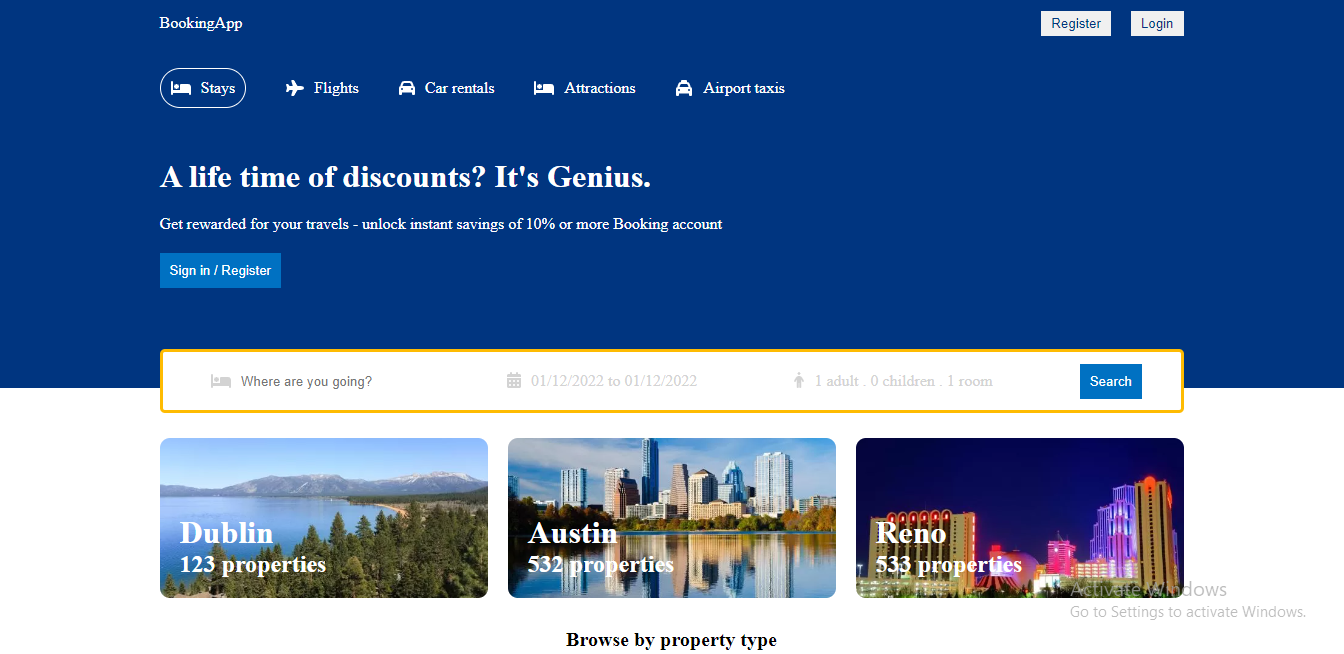 BookingApp Register Login
Stays Flights Car rentals Attractions Airport taxis
A life time of discounts? It's Genius.
Get rewarded for your travels - unlock instant savings of 10% or more Booking account
Sign in / Register
Where are you going? 01/12/2022 to 01/12/2022 1 adult . 0 children . 1 room Search
Dublin Austin Reno
123 properties 532 properties 533 properties
Activate Windows
Go to Settings to activate Windows.
Browse by property type